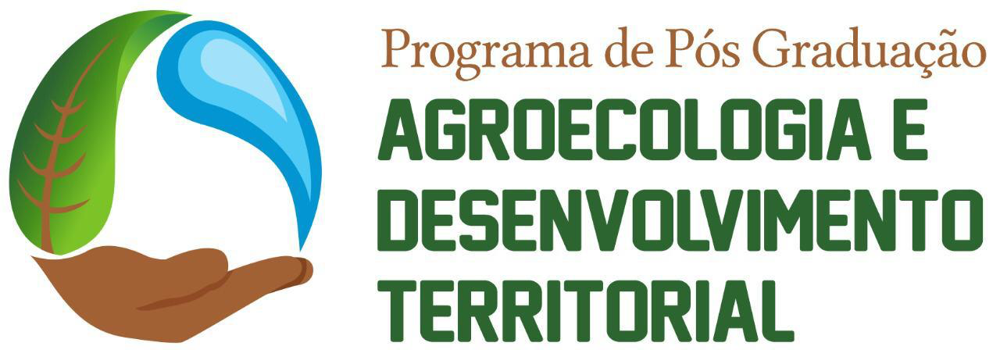 Programa de Pós Graduação
AGROECOLOGIA E
DESENVOLVIMENTO
TERRITORIAL